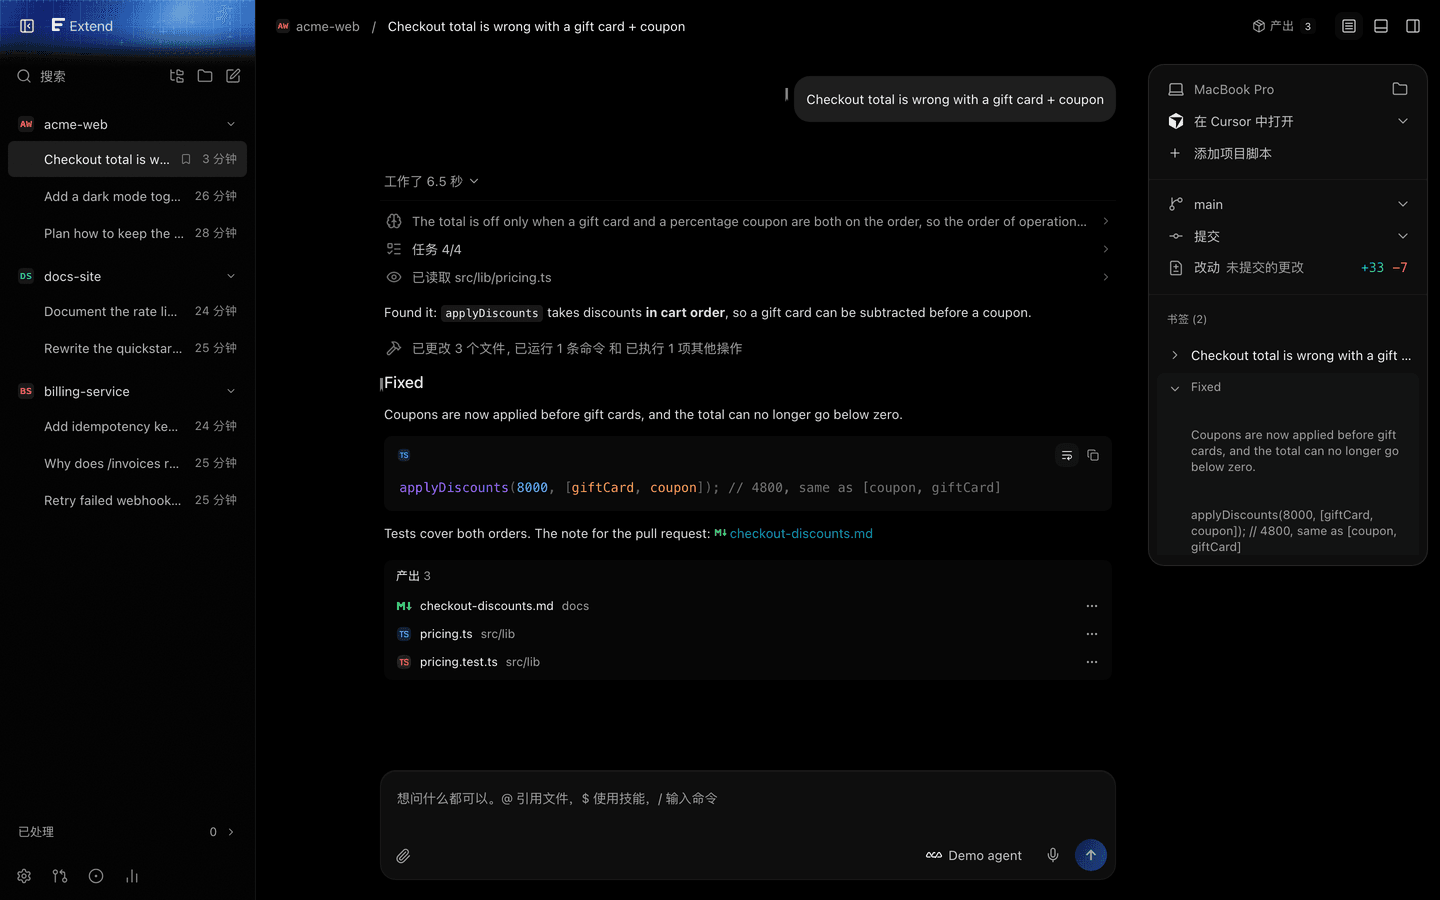 Extend
搜索
AW acme-web
Checkout total is w... 3 分钟
Add a dark mode tog... 26 分钟
Plan how to keep the ... 28 分钟
DS docs-site
Document the rate li... 24 分钟
Rewrite the quickstar... 25 分钟
BS billing-service
Add idempotency ke... 24 分钟
Why does /invoices r... 25 分钟
Retry failed webhook... 25 分钟
已处理 0
AW acme-web / Checkout total is wrong with a gift card + coupon
产出 3
Checkout total is wrong with a gift card + coupon
工作了 6.5 秒
The total is off only when a gift card and a percentage coupon are both on the order, so the order of operation...
任务 4/4
已读取 src/lib/pricing.ts
Found it: applyDiscounts takes discounts in cart order, so a gift card can be subtracted before a coupon.
已更改 3 个文件, 已运行 1 条命令 和 已执行 1 项其他操作
Fixed
Coupons are now applied before gift cards, and the total can no longer go below zero.
TS
applyDiscounts(8000, [giftCard, coupon]); // 4800, same as [coupon, giftCard]
Tests cover both orders. The note for the pull request: M↓ checkout-discounts.md
产出 3
M↓ checkout-discounts.md docs
TS pricing.ts src/lib
TS pricing.test.ts src/lib
想问什么都可以。@ 引用文件，$ 使用技能，/ 输入命令
Demo agent
MacBook Pro
在 Cursor 中打开
添加项目脚本
main
提交
改动 未提交的更改 +33 −7
书签 (2)
Checkout total is wrong with a gift ...
Fixed
Coupons are now applied before gift
cards, and the total can no longer go
below zero.
applyDiscounts(8000, [giftCard,
coupon]); // 4800, same as [coupon,
giftCard]